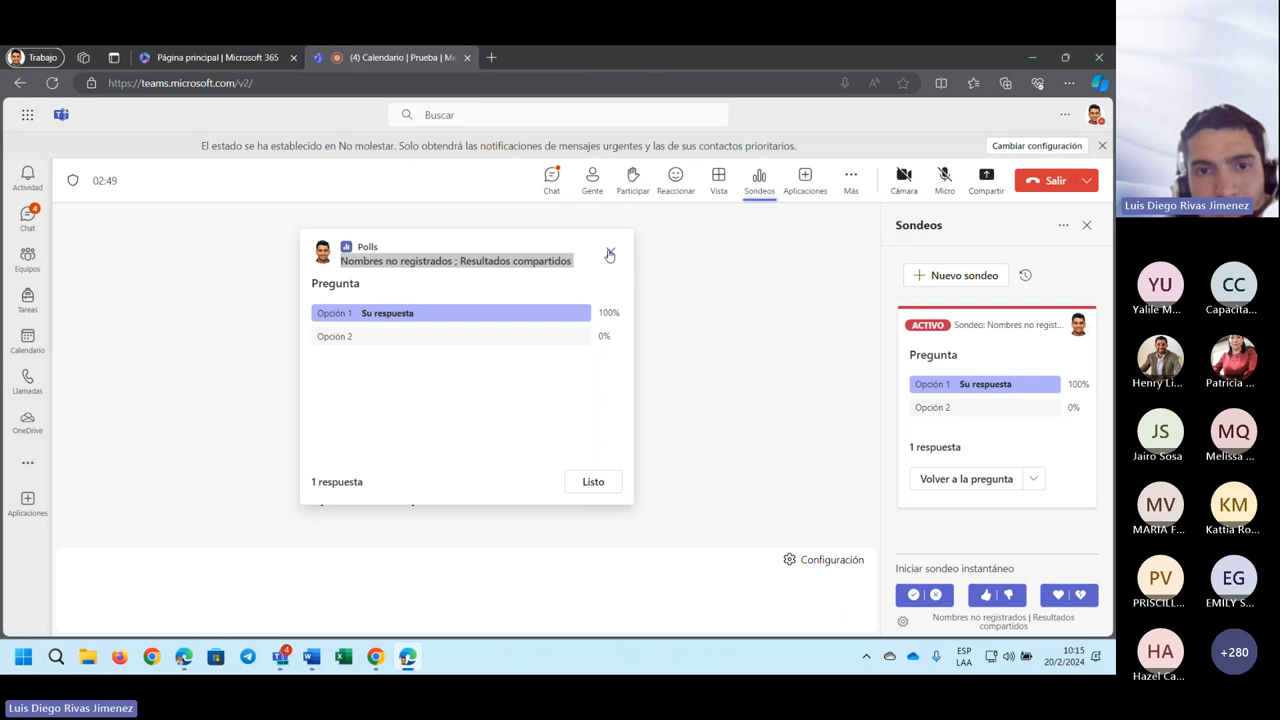 Trabajo
Página principal | Microsoft 365
(4) Calendario | Prueba | Mi
https://teams.microsoft.com/v2/
Buscar
El estado se ha establecido en No molestar. Solo obtendrá las notificaciones de mensajes urgentes y las de sus contactos prioritarios.
Cambiar configuración
02:49
Chat
Gente
Participar
Reaccionar
Vista
Sondeos
Aplicaciones
Más
Cámara
Micro
Compartir
Salir
Actividad
4
Chat
Equipos
Tareas
Calendario
Llamadas
OneDrive
Aplicaciones
Polls
Nombres no registrados ; Resultados compartidos
Pregunta
Opción 1 Su respuesta 100%
Opción 2 0%
1 respuesta
Listo
Configuración
Sondeos
Nuevo sondeo
ACTIVO Sondeo: Nombres no regist...
Pregunta
Opción 1 Su respuesta 100%
Opción 2 0%
1 respuesta
Volver a la pregunta
Iniciar sondeo instantáneo
Nombres no registrados | Resultados
compartidos
4
ESP
LAA
10:15
20/2/2024
Luis Diego Rivas Jimenez
YU
CC
Yalile M...
Capacita...
Henry Li...
Patricia ...
JS
MQ
Jairo Sosa
Melissa ...
MV
KM
MARIA F...
Kattia Ro...
PV
EG
PRISCILL...
EMILY S...
HA
+280
Hazel Ca...
Luis Diego Rivas Jimenez